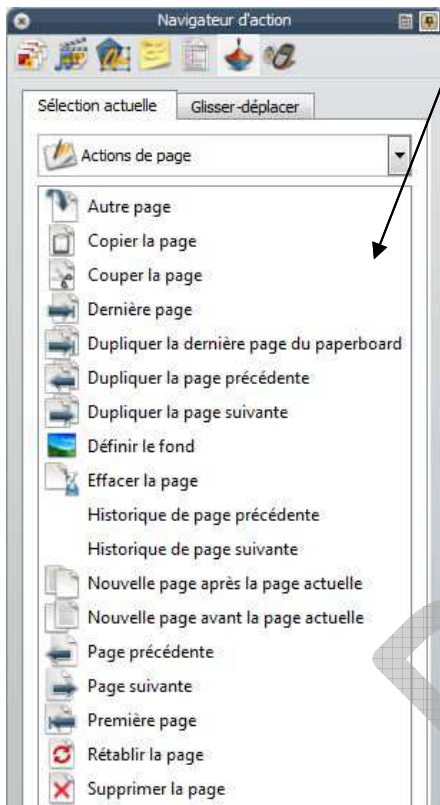 Navigateur d'action
Sélection actuelle
Glisser-déplacer
Actions de page
Autre page
Copier la page
Couper la page
Dernière page
Dupliquer la dernière page du paperboard
Dupliquer la page précédente
Dupliquer la page suivante
Définir le fond
Effacer la page
Historique de page précédente
Historique de page suivante
Nouvelle page après la page actuelle
Nouvelle page avant la page actuelle
Page précédente
Page suivante
Première page
Rétablir la page
Supprimer la page